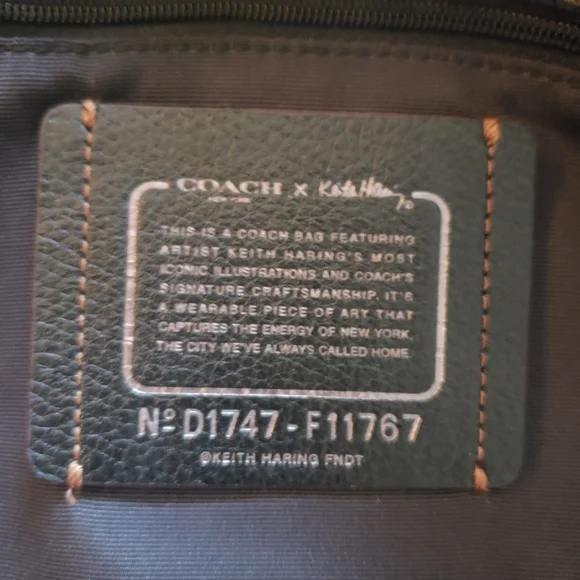 COACH x Keith Haring
NEW YORK
THIS IS A COACH BAG FEATURING
ARTIST KEITH HARING'S MOST
ICONIC ILLUSTRATIONS AND COACH'S
SIGNATURE CRAFTSMANSHIP. IT'S
A WEARABLE PIECE OF ART THAT
CAPTURES THE ENERGY OF NEW YORK,
THE CITY WE'VE ALWAYS CALLED HOME.
Nº D1747-F11767
©KEITH HARING FNDT